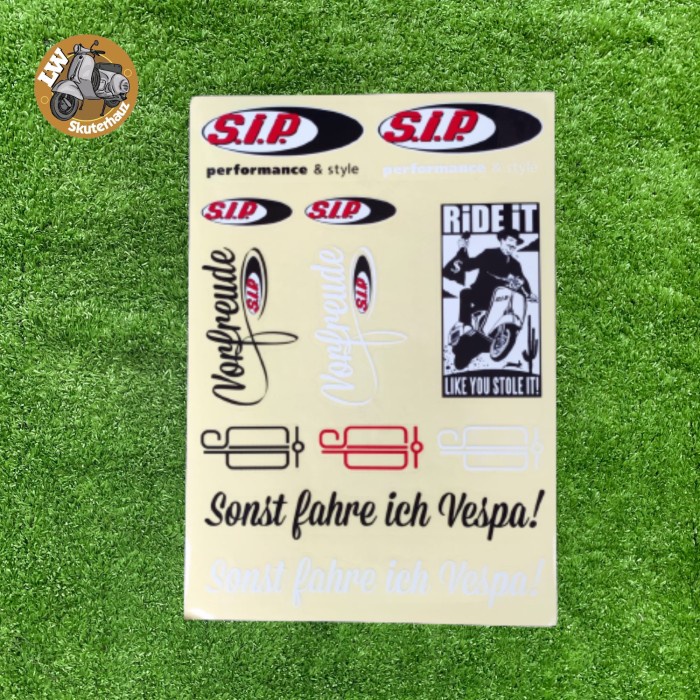 LW
Skuterhauz
S.I.P.
performance & style
S.I.P.
performance & style
S.I.P.
S.I.P.
Vorfreude
S.I.P.
Vorfreude
S.I.P.
RiDE iT
LIKE YOU STOLE IT!
Sonst fahre ich Vespa!
Sonst fahre ich Vespa!